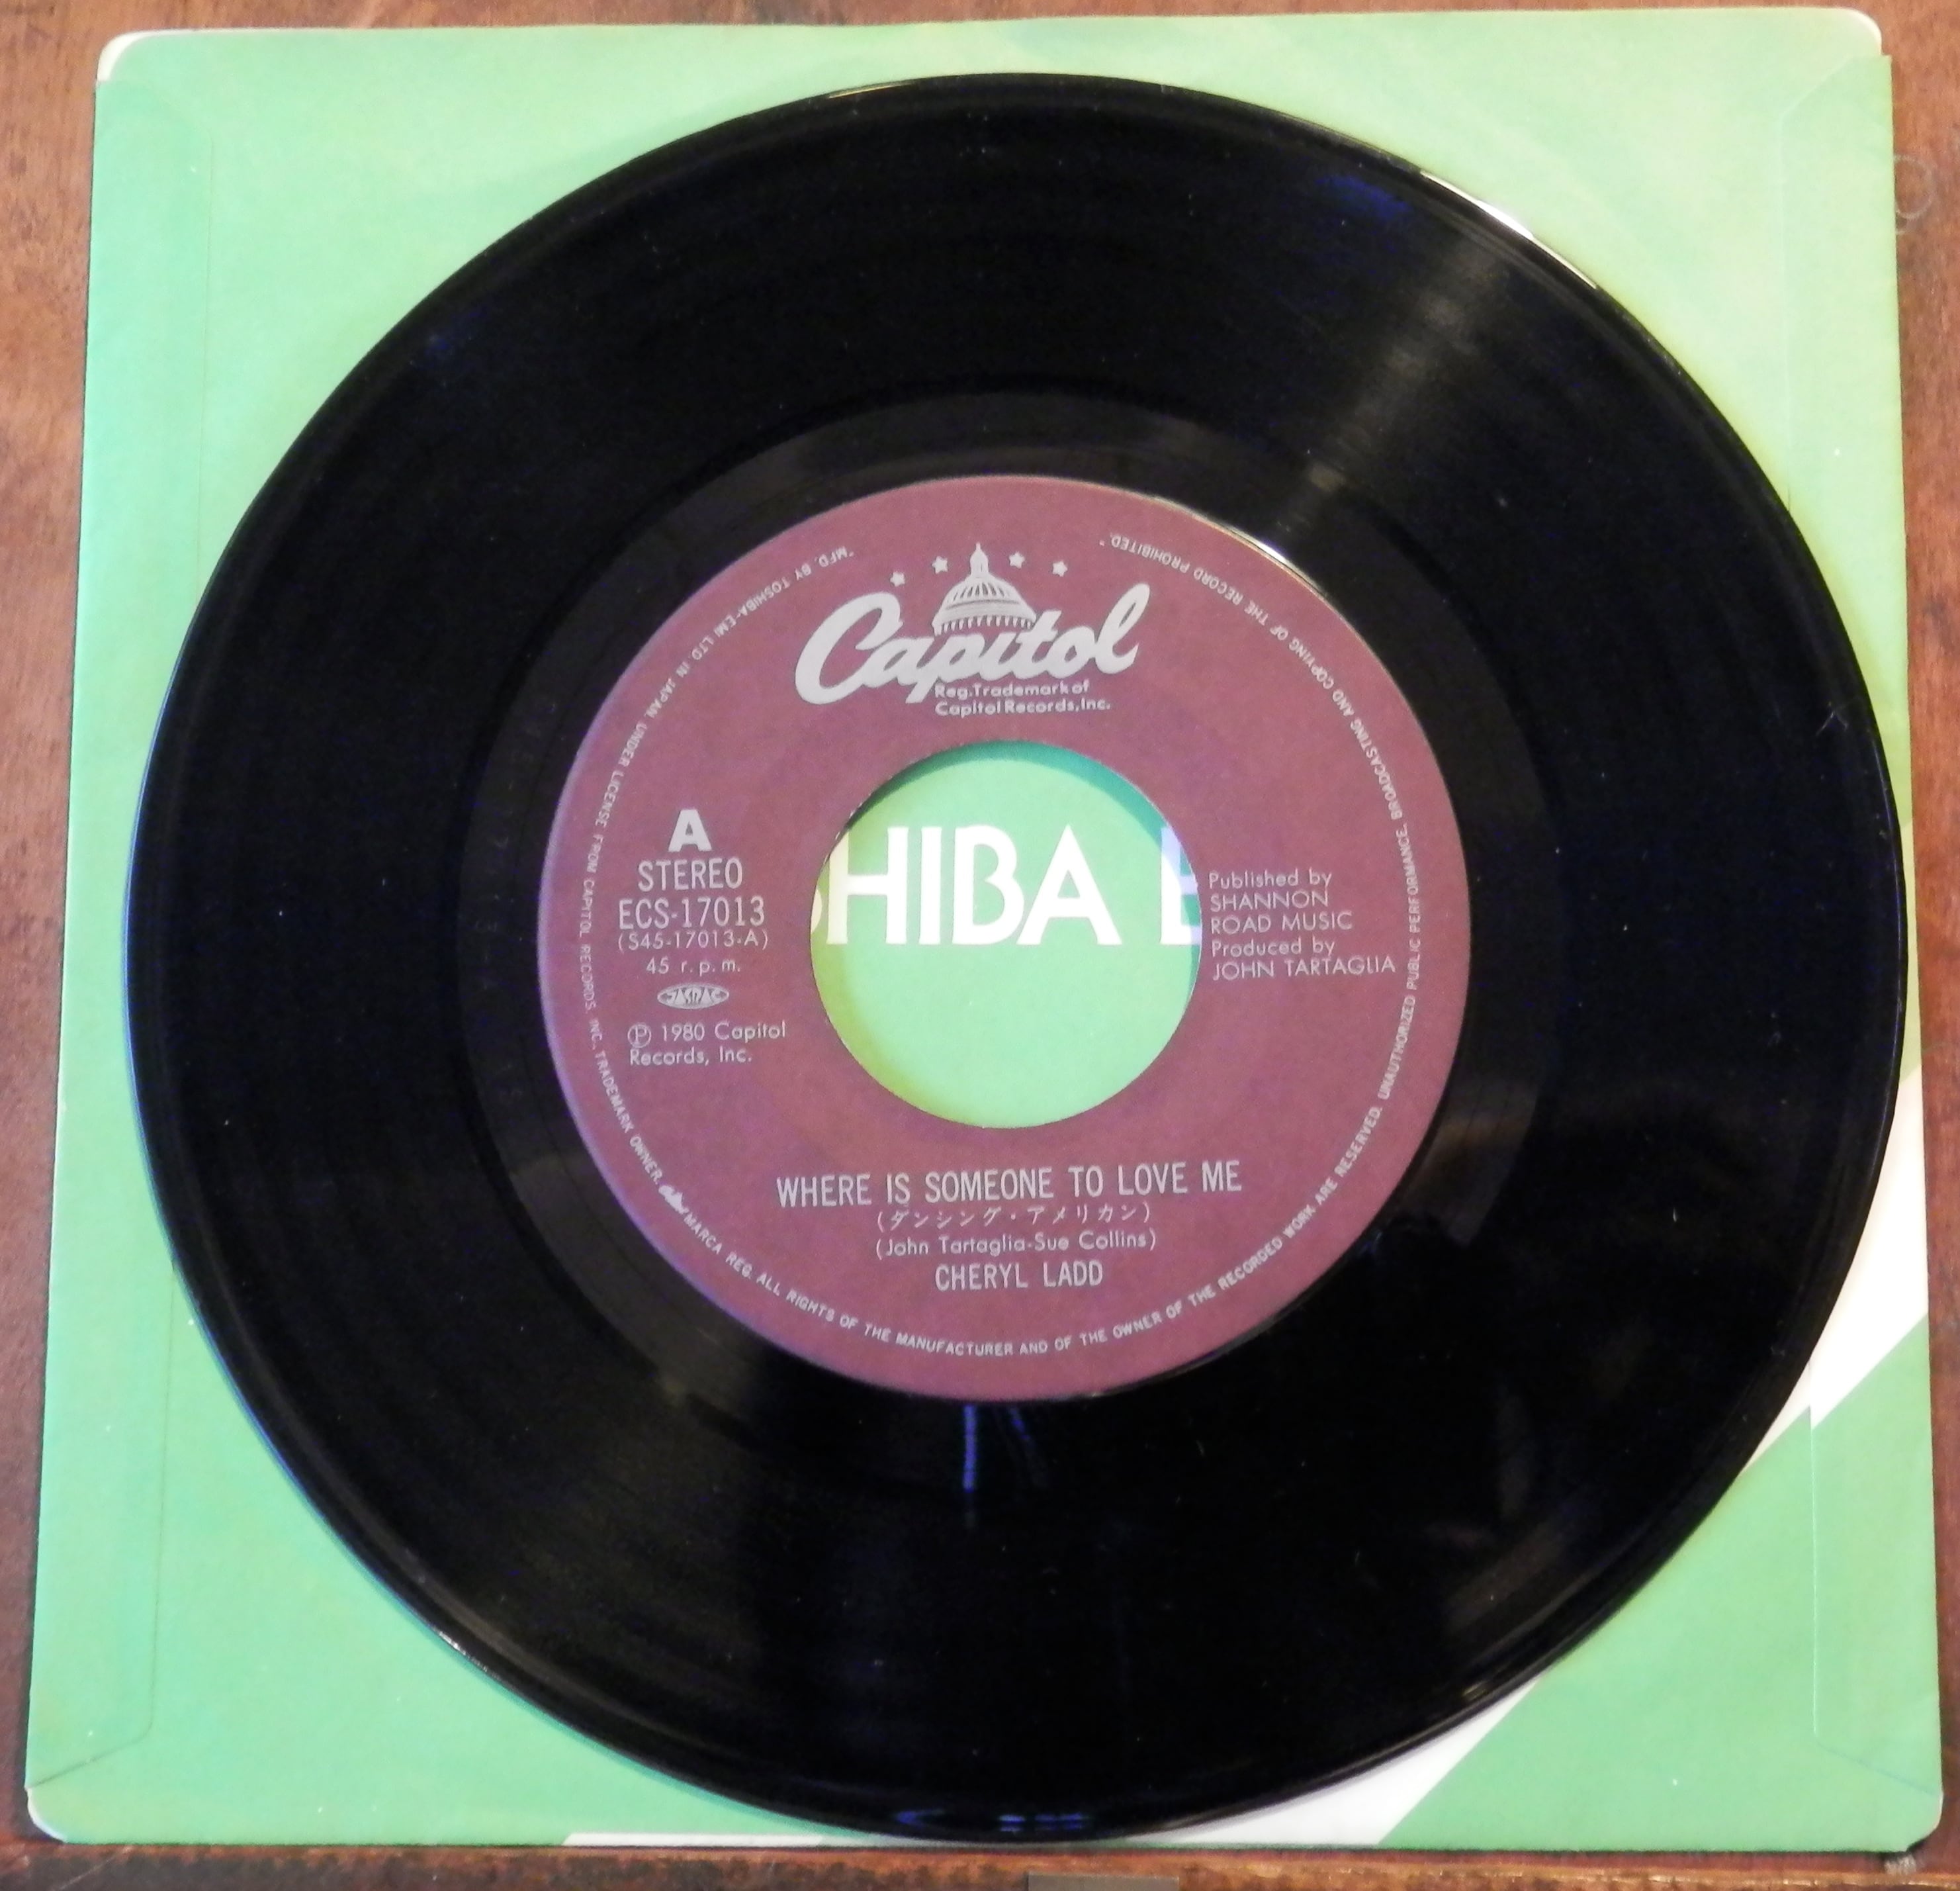 Capitol
Reg.Trademark of
Capitol Records,Inc.
A
STEREO
ECS-17013
(S45-17013-A)
45 r.p.m.
JASRAC
Ⓟ 1980 Capitol
Records, Inc.
HIBA E
Published by
SHANNON
ROAD MUSIC
Produced by
JOHN TARTAGLIA
WHERE IS SOMEONE TO LOVE ME
(ダンシング・アメリカン)
(John Tartaglia-Sue Collins)
CHERYL LADD
"MFD. BY TOSHIBA-EMI LTD IN JAPAN UNDER LICENSE FROM CAPITOL RECORDS, INC., TRADEMARK OWNER, Capitol MARCA REG. ALL RIGHTS OF THE MANUFACTURER AND OF THE OWNER OF THE RECORDED WORK ARE RESERVED. UNAUTHORIZED PUBLIC PERFORMANCE, BROADCASTING AND COPYING OF THE RECORD PROHIBITED."